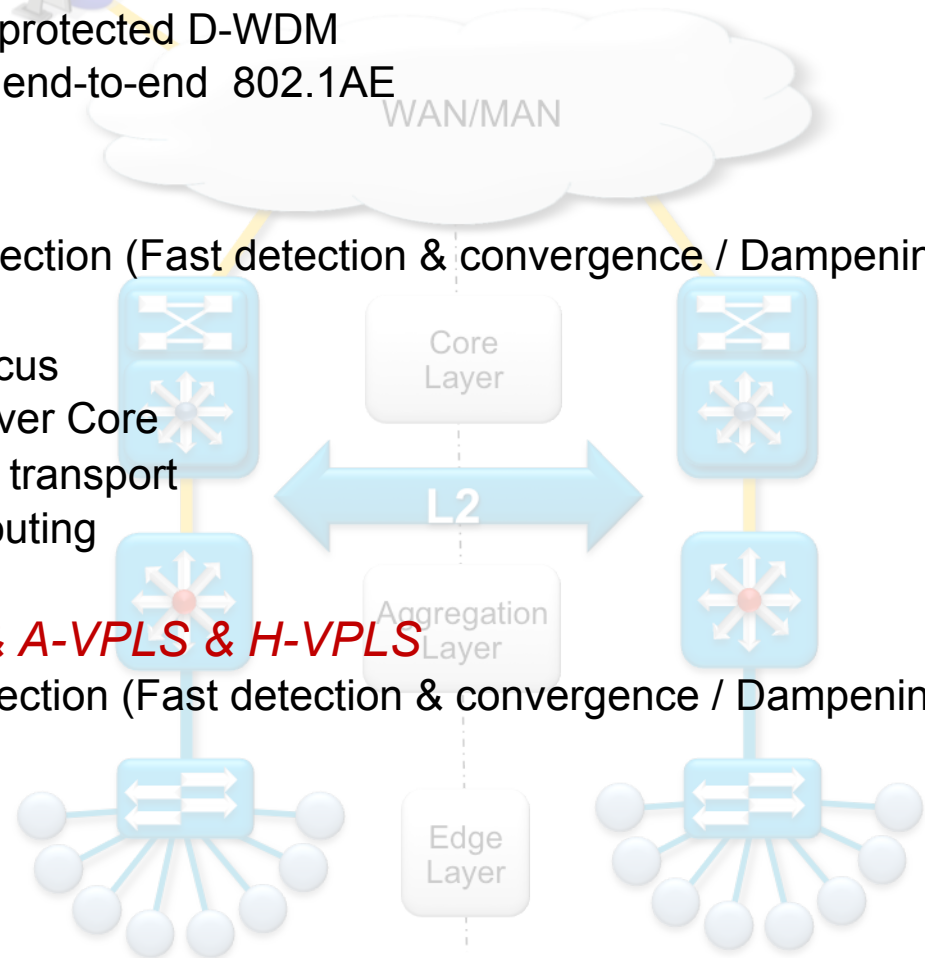 protected D-WDM
end-to-end 802.1AE
WAN/MAN
ection (Fast detection & convergence / Dampenin
Core
Layer
cus
ver Core
transport
L2
outing
Aggregation
Layer
& A-VPLS & H-VPLS
ection (Fast detection & convergence / Dampenin
Edge
Layer